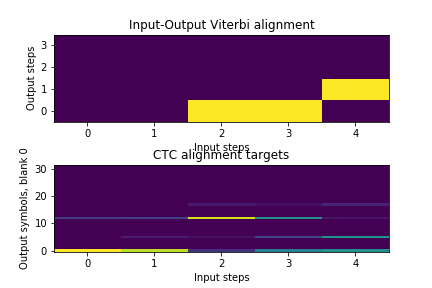 Input-Output Viterbi alignment
Output steps
3
2
1
0
0 1 2 3 4
Input steps
CTC alignment targets
Output symbols, blank 0
30
20
10
0
0 1 2 3 4
Input steps